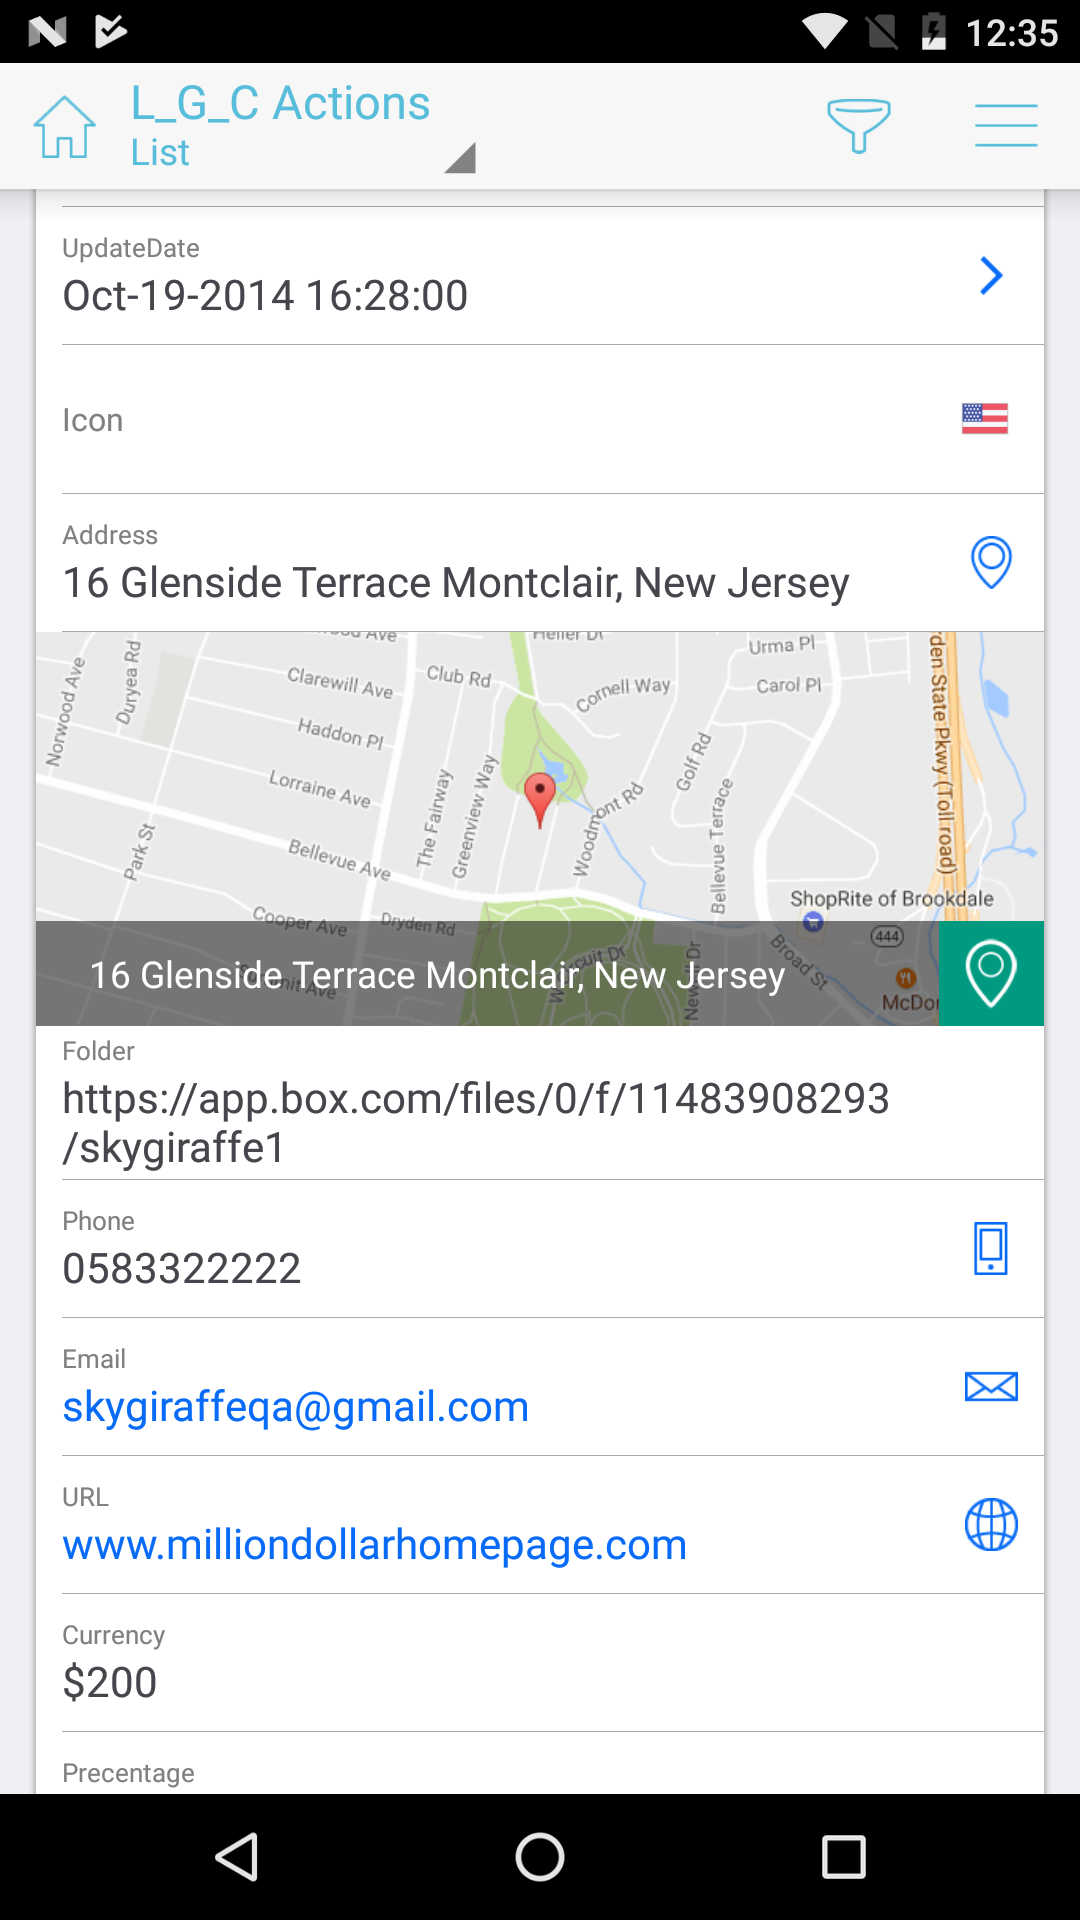 12:35
L_G_C Actions
List
UpdateDate
Oct-19-2014 16:28:00
Icon
Address
16 Glenside Terrace Montclair, New Jersey
Heller Dr
Urma Pl
Norwood Ave
Duryea Rd
Clarewill Ave
Club Rd
Cornell Way
Carol Pl
rden State Pkwy (Toll road)
Haddon Pl
Golf Rd
Lorraine Ave
The Fairway
Greenview Way
Woodmont Rd
Bellevue Terrace
Park St
Bellevue Ave
ShopRite of Brookdale
Cooper Ave
Dryden Rd
444
Broad St
16 Glenside Terrace Montclair, New Jersey
McDon
Folder
https://app.box.com/files/0/f/11483908293
/skygiraffe1
Phone
0583322222
Email
skygiraffeqa@gmail.com
URL
www.milliondollarhomepage.com
Currency
$200
Precentage